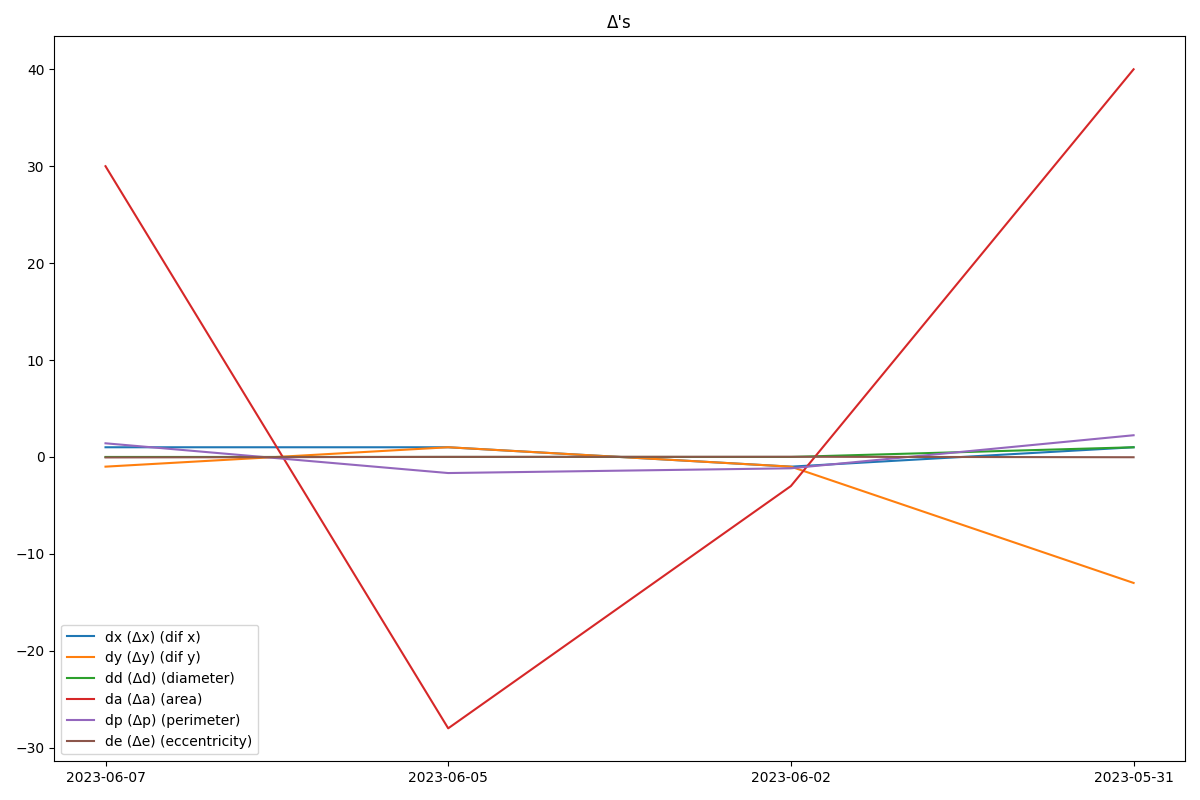 Δ's
40
30
20
10
0
−10
−20
−30
dx (Δx) (dif x)
dy (Δy) (dif y)
dd (Δd) (diameter)
da (Δa) (area)
dp (Δp) (perimeter)
de (Δe) (eccentricity)
2023-06-07 2023-06-05 2023-06-02 2023-05-31